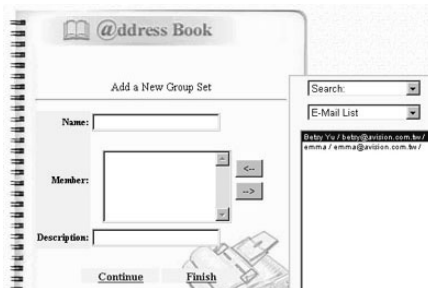 @ddress Book
Add a New Group Set
Name:
Member:
<--
-->
Description:
Continue Finish
Search:
E-Mail List
Betsy Yu / betsy@avision.com.tw /
emma / emma@avision.com.tw /